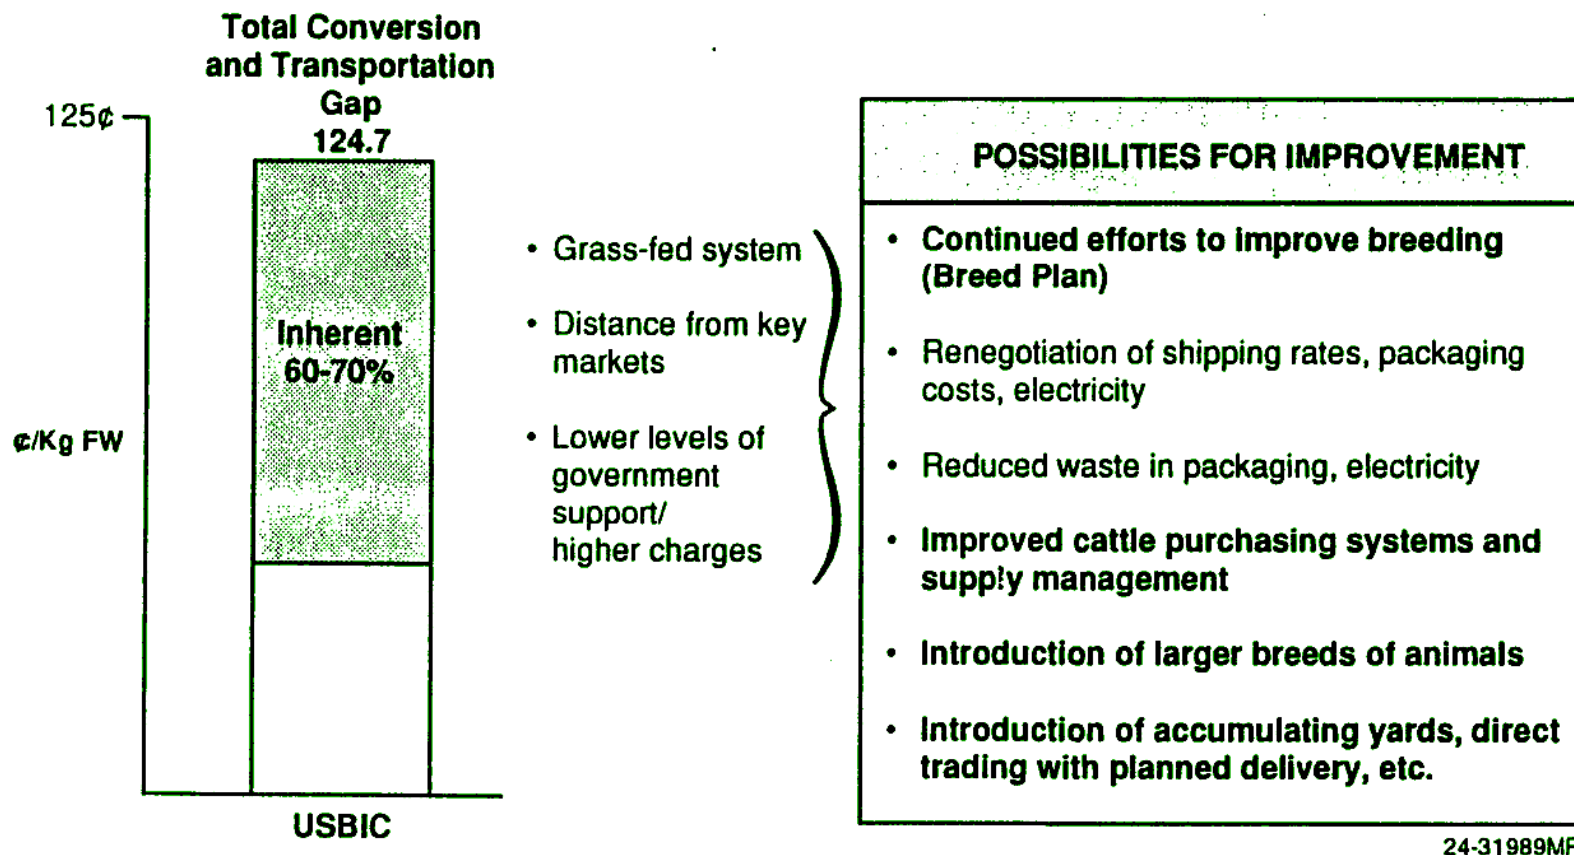 Total Conversion
and Transportation
Gap
124.7
125¢
Inherent
60-70%
¢/Kg FW
USBIC
• Grass-fed system
• Distance from key
markets
• Lower levels of
government
support/
higher charges
POSSIBILITIES FOR IMPROVEMENT
• Continued efforts to improve breeding
(Breed Plan)
• Renegotiation of shipping rates, packaging
costs, electricity
• Reduced waste in packaging, electricity
• Improved cattle purchasing systems and
supply management
• Introduction of larger breeds of animals
• Introduction of accumulating yards, direct
trading with planned delivery, etc.
24-31989MF